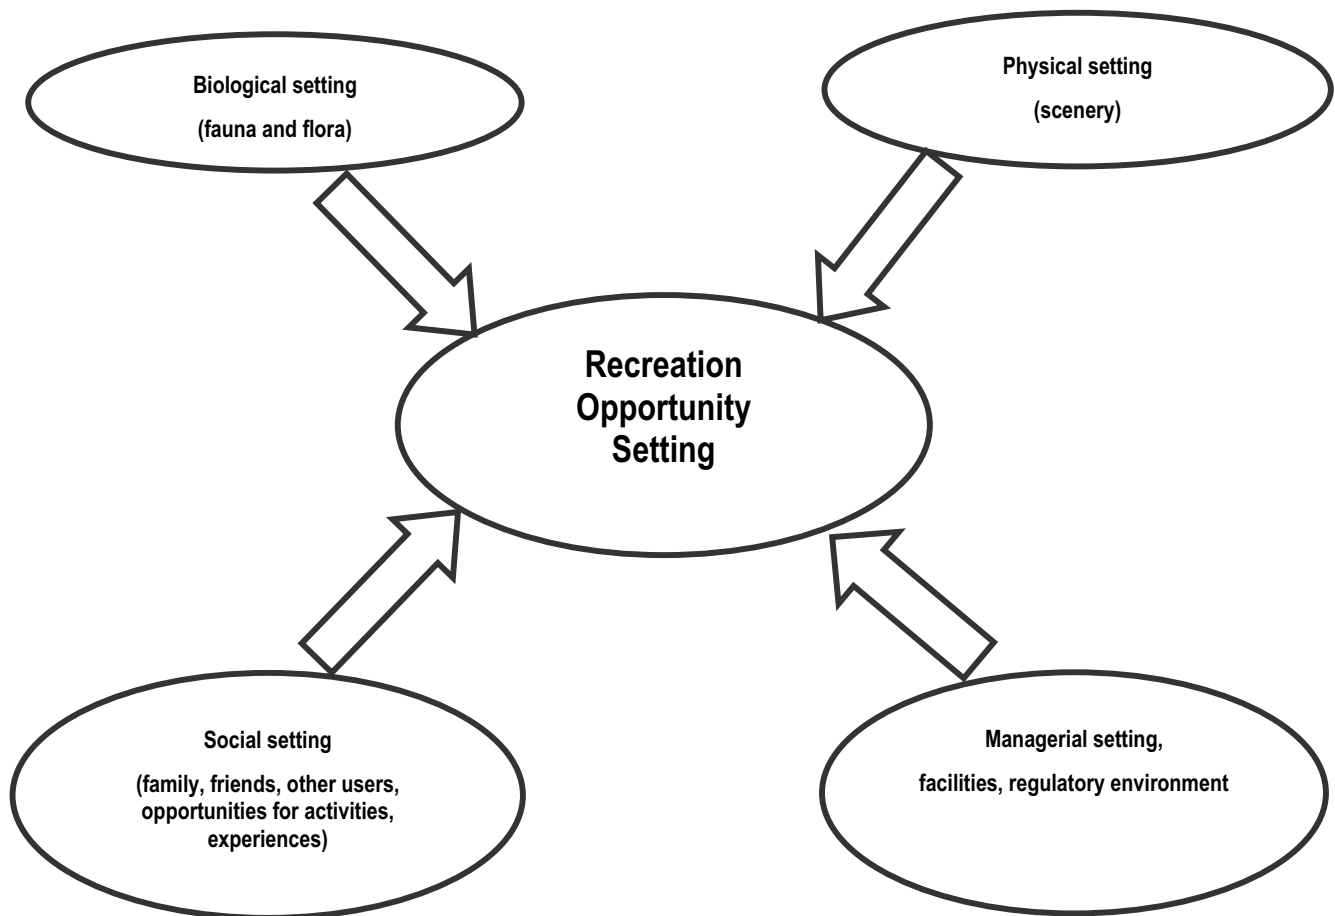 Biological setting
(fauna and flora)
Physical setting
(scenery)
Recreation
Opportunity
Setting
Social setting
(family, friends, other users,
opportunities for activities,
experiences)
Managerial setting,
facilities, regulatory environment